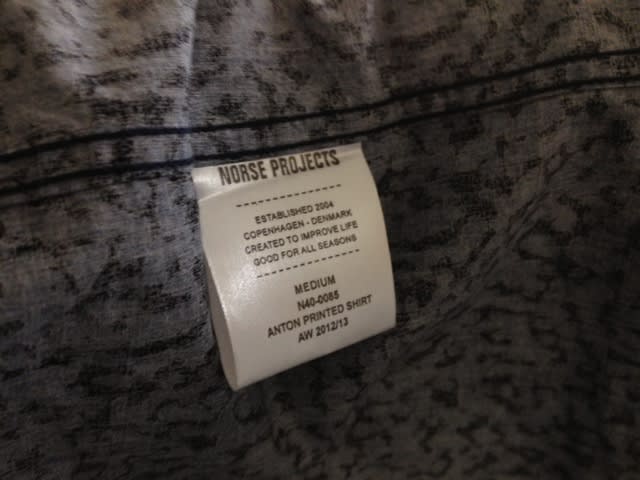 NORSE PROJECTS
ESTABLISHED 2004
COPENHAGEN - DENMARK
CREATED TO IMPROVE LIFE
GOOD FOR ALL SEASONS
MEDIUM
N40-0085
ANTON PRINTED SHIRT
AW 2012/13